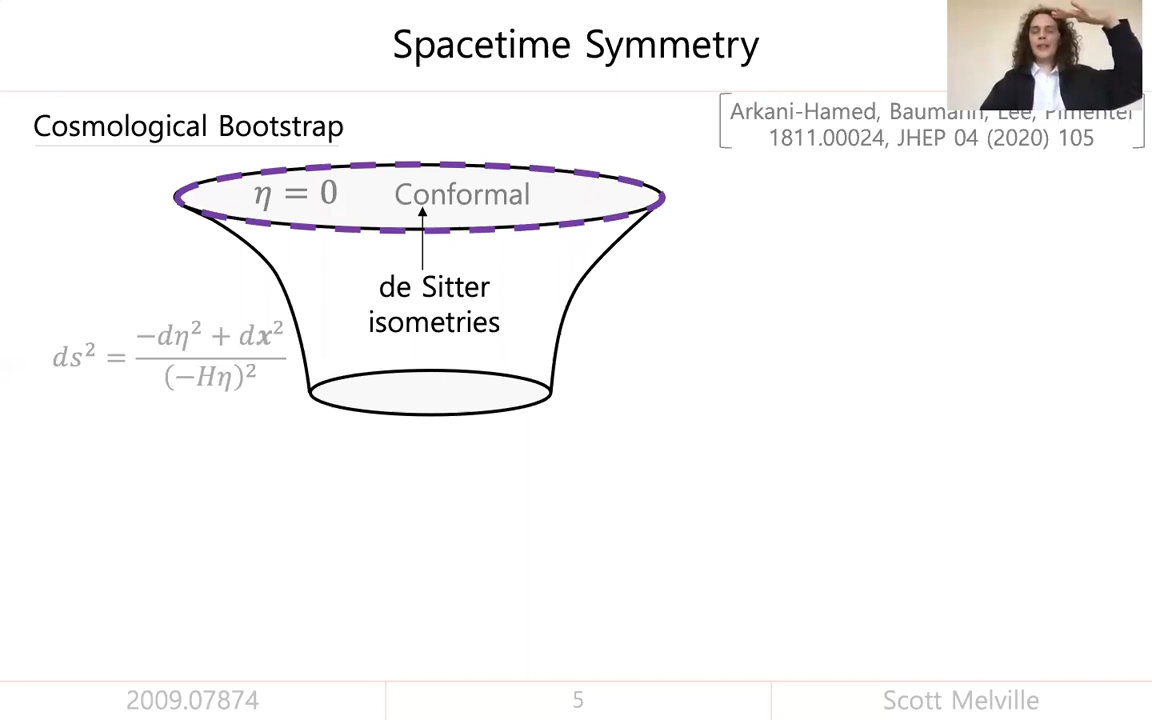 Spacetime Symmetry
Cosmological Bootstrap
[Arkani-Hamed, Baumann, Lee, Pimentel
1811.00024, JHEP 04 (2020) 105]
η = 0 Conformal
de Sitter
isometries
ds² = (−dη² + dx²) / (−Hη)²
2009.07874
5
Scott Melville